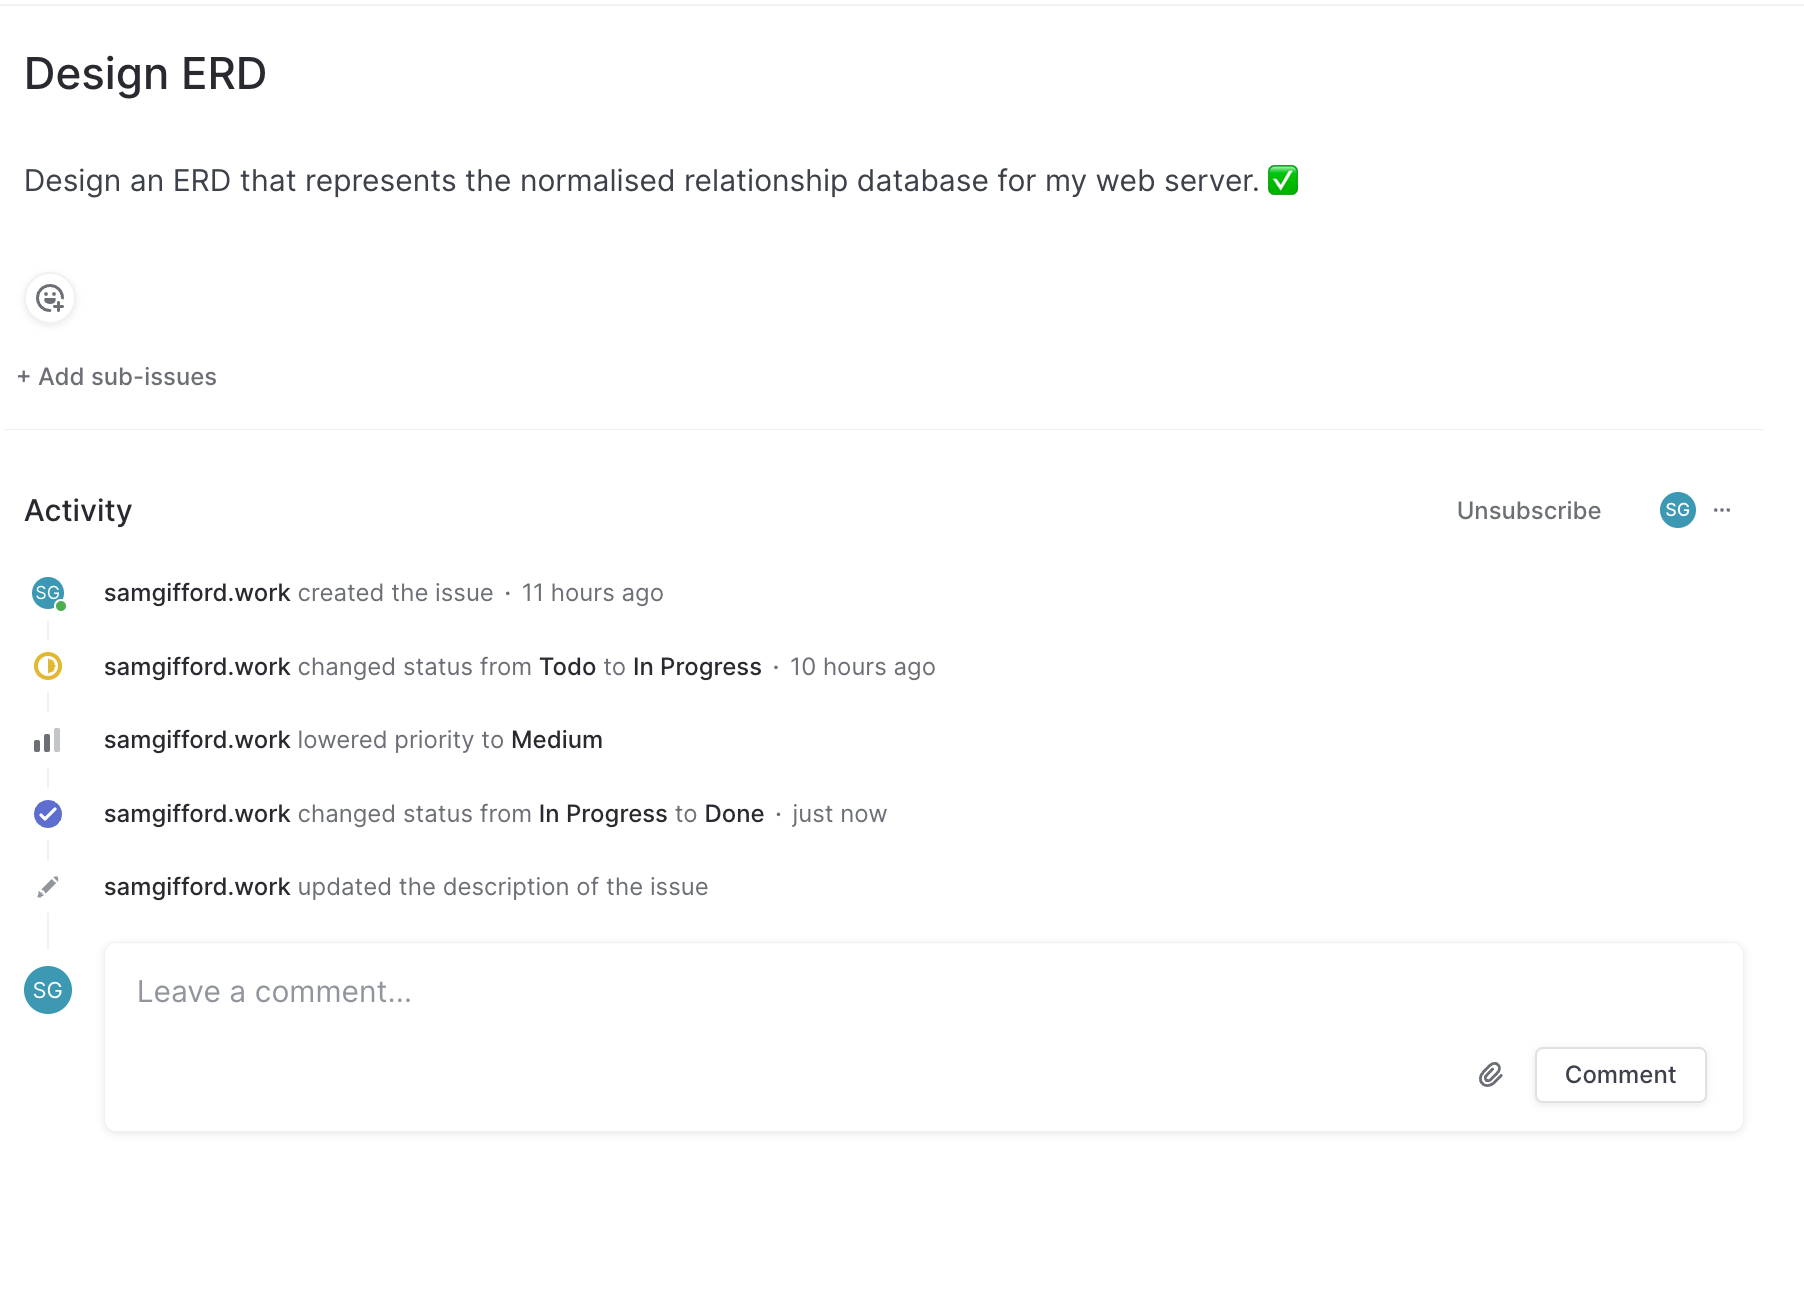 Design ERD
Design an ERD that represents the normalised relationship database for my web server. ✅
+ Add sub-issues
Activity
Unsubscribe
SG
···
SG
samgifford.work created the issue · 11 hours ago
samgifford.work changed status from Todo to In Progress · 10 hours ago
samgifford.work lowered priority to Medium
samgifford.work changed status from In Progress to Done · just now
samgifford.work updated the description of the issue
SG
Leave a comment...
Comment